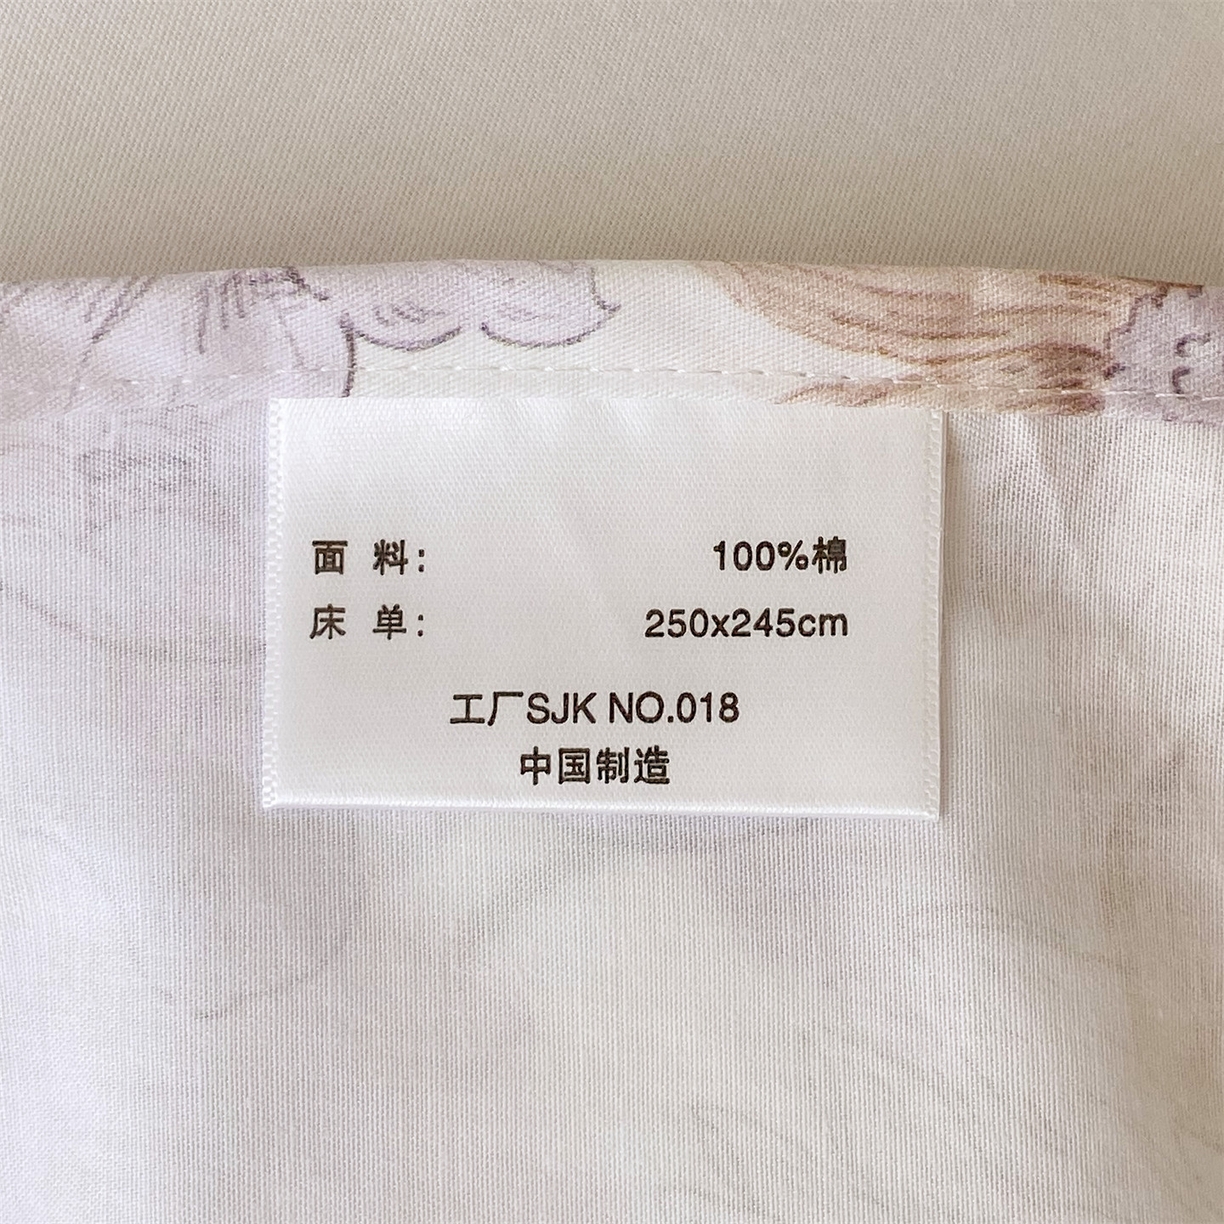 面 料： 100%棉
床 单： 250x245cm
工厂SJK NO.018
中国制造